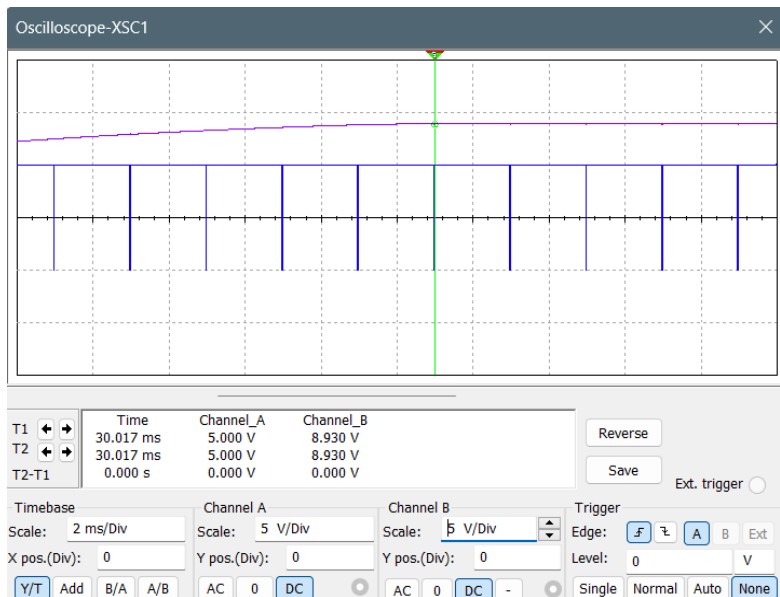 Oscilloscope-XSC1
Time Channel_A Channel_B
T1 30.017 ms 5.000 V 8.930 V
T2 30.017 ms 5.000 V 8.930 V
T2-T1 0.000 s 0.000 V 0.000 V
Reverse
Save
Ext. trigger
Timebase
Scale: 2 ms/Div
X pos.(Div): 0
Y/T Add B/A A/B
Channel A
Scale: 5 V/Div
Y pos.(Div): 0
AC 0 DC
Channel B
Scale: 5 V/Div
Y pos.(Div): 0
AC 0 DC -
Trigger
Edge: A B Ext
Level: 0 V
Single Normal Auto None